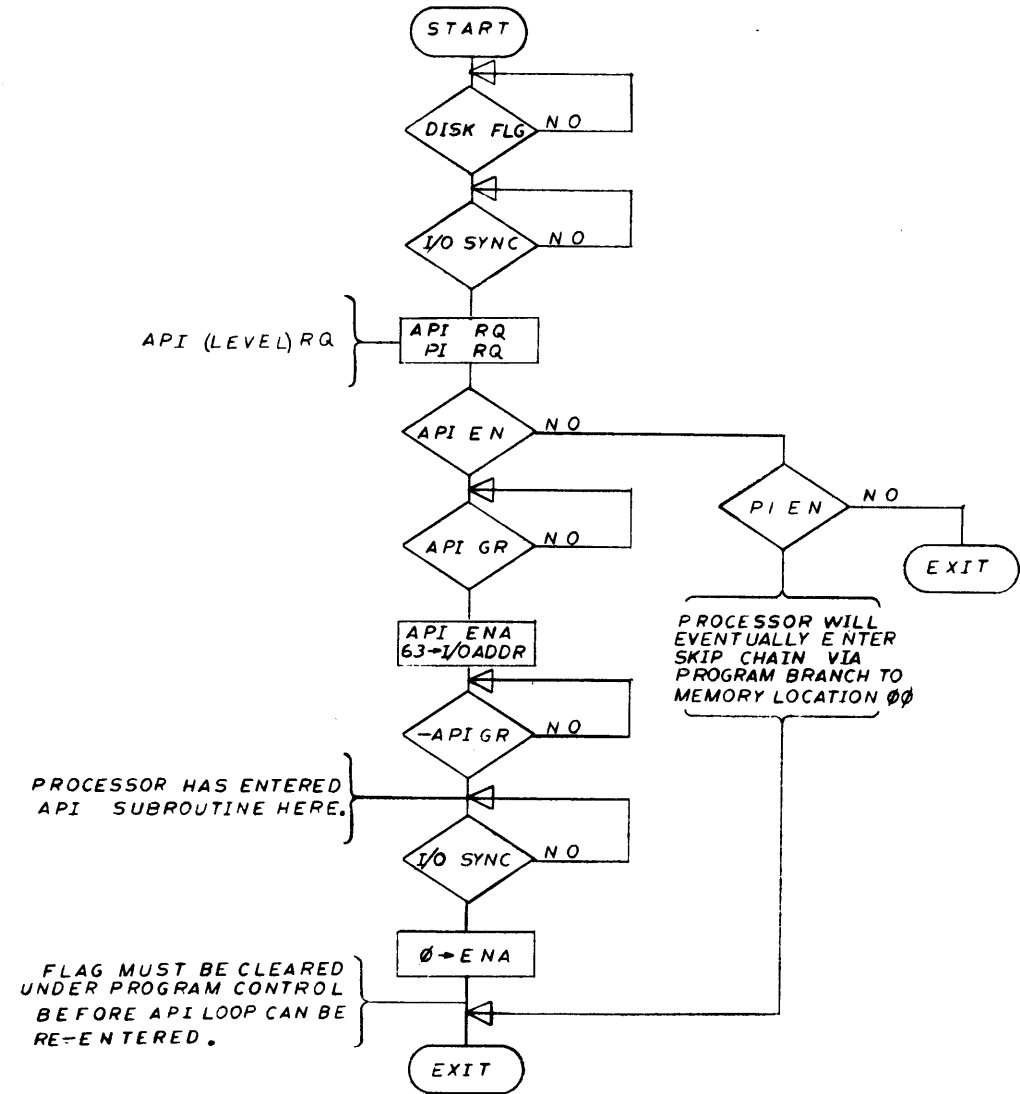 START
DISK FLG
NO
I/O SYNC
NO
API (LEVEL) RQ
API RQ
PI RQ
API EN
NO
API GR
NO
PI EN
NO
EXIT
API ENA
63→I/OADDR
PROCESSOR WILL
EVENTUALLY ENTER
SKIP CHAIN VIA
PROGRAM BRANCH TO
MEMORY LOCATION ØØ
-API GR
NO
PROCESSOR HAS ENTERED
API SUBROUTINE HERE.
I/O SYNC
NO
Ø→ENA
FLAG MUST BE CLEARED
UNDER PROGRAM CONTROL
BEFORE API LOOP CAN BE
RE-ENTERED.
EXIT